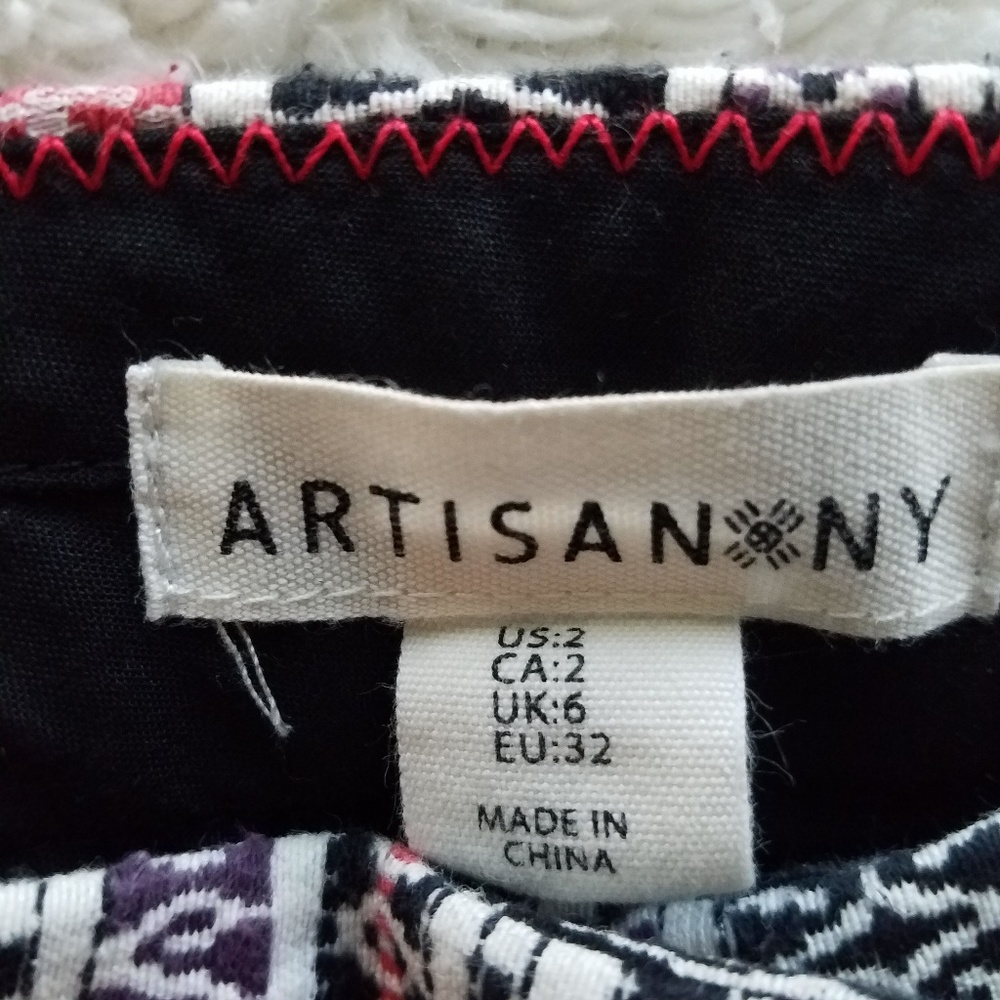 ARTISAN NY
US:2
CA:2
UK:6
EU:32
MADE IN
CHINA